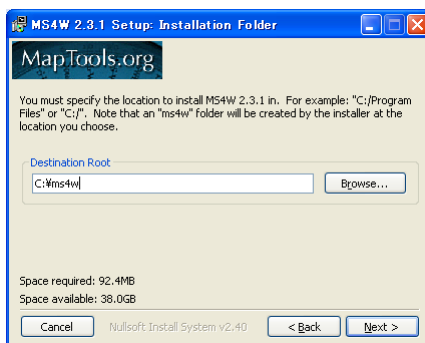 MS4W 2.3.1 Setup: Installation Folder
MapTools.org
You must specify the location to install MS4W 2.3.1 in. For example: "C:/Program
Files" or "C:/". Note that an "ms4w" folder will be created by the installer at the
location you choose.
Destination Root
C:¥ms4w
Browse...
Space required: 92.4MB
Space available: 38.0GB
Cancel
Nullsoft Install System v2.40
< Back
Next >